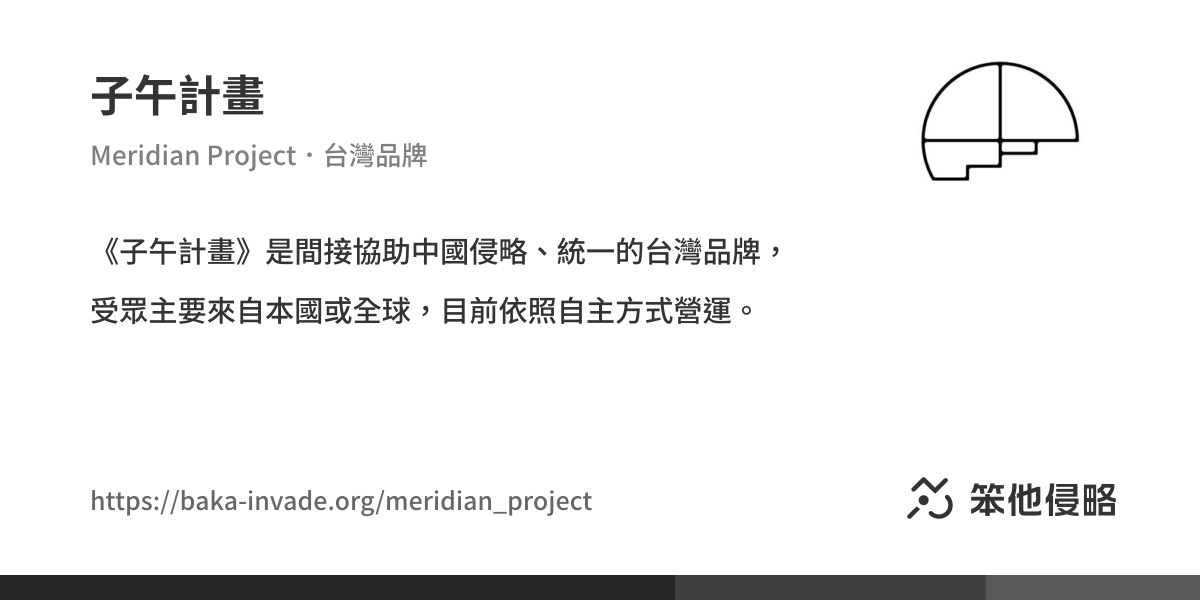 子午計畫
Meridian Project・台灣品牌
《子午計畫》是間接協助中國侵略、統一的台灣品牌，
受眾主要來自本國或全球，目前依照自主方式營運。
https://baka-invade.org/meridian_project
笨他侵略